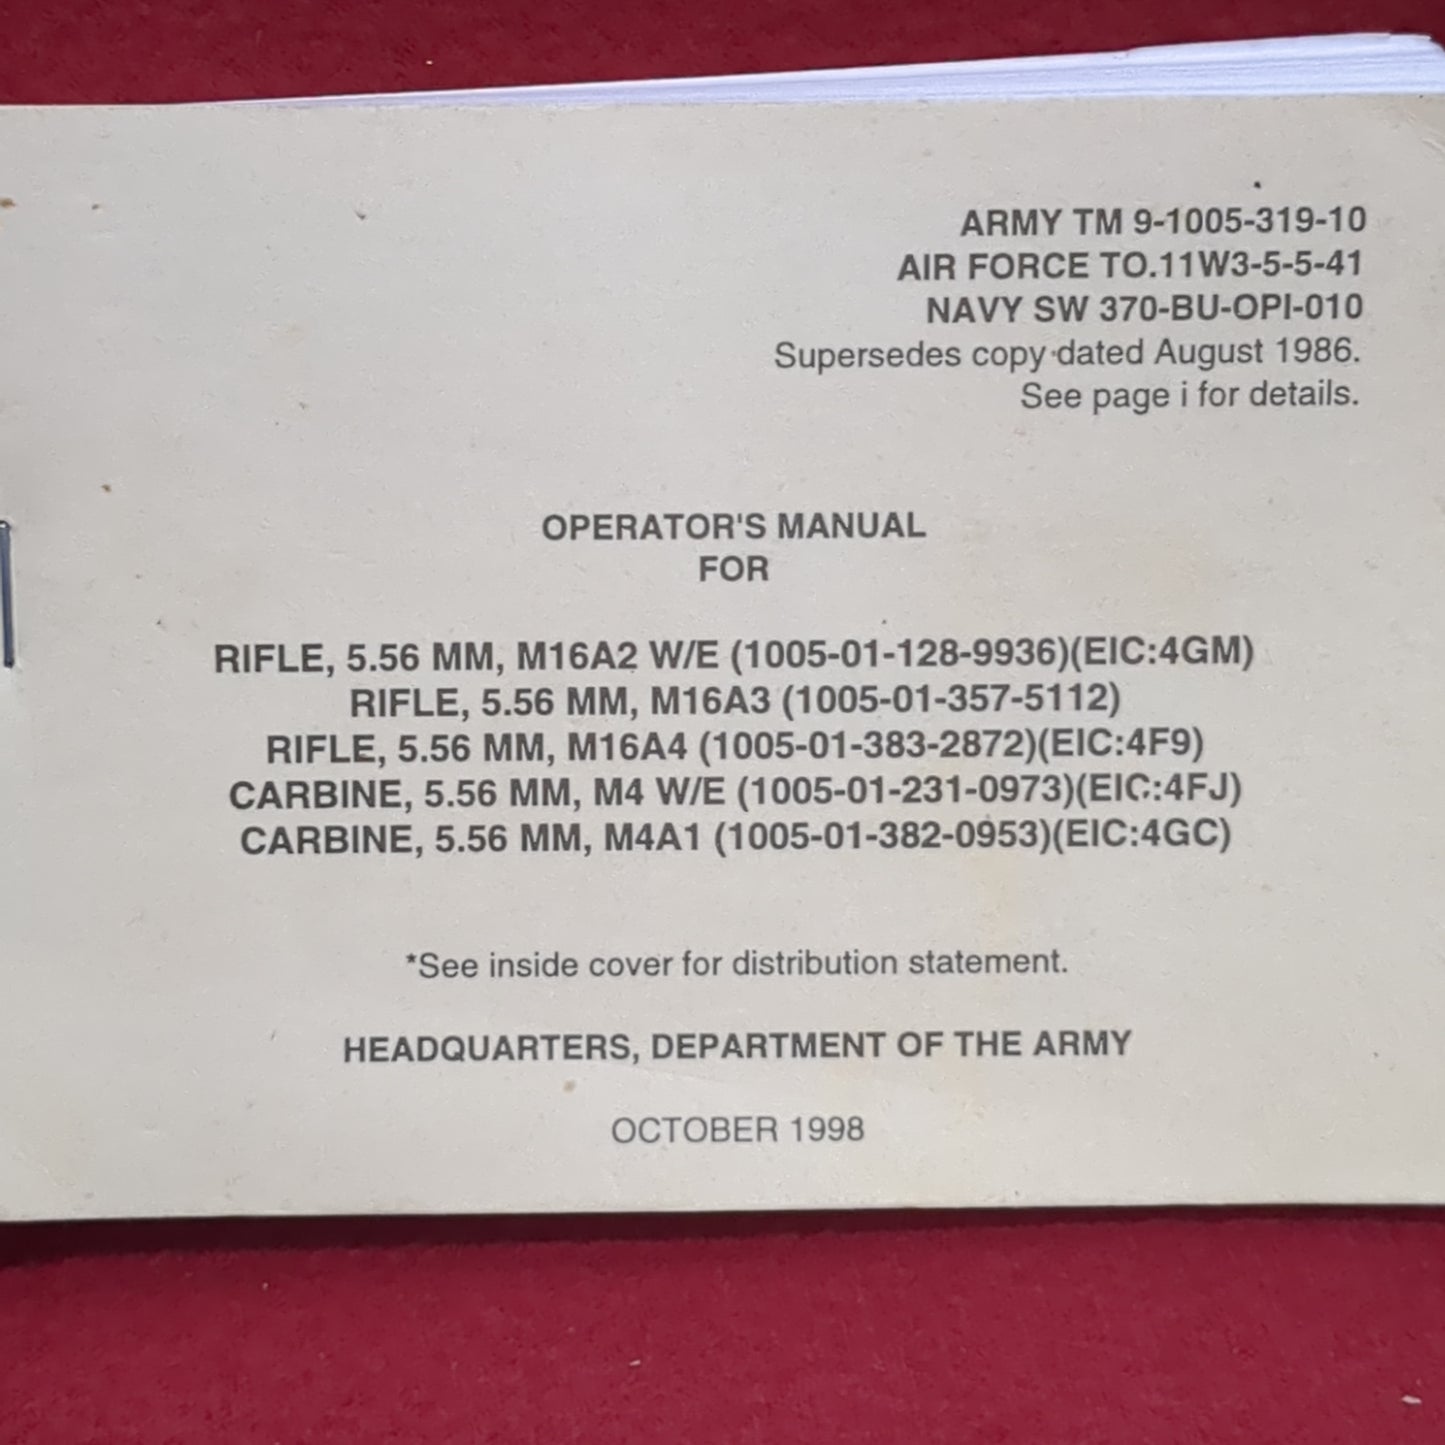 ARMY TM 9-1005-319-10
AIR FORCE TO.11W3-5-5-41
NAVY SW 370-BU-OPI-010
Supersedes copy dated August 1986.
See page i for details.
OPERATOR'S MANUAL
FOR
RIFLE, 5.56 MM, M16A2 W/E (1005-01-128-9936)(EIC:4GM)
RIFLE, 5.56 MM, M16A3 (1005-01-357-5112)
RIFLE, 5.56 MM, M16A4 (1005-01-383-2872)(EIC:4F9)
CARBINE, 5.56 MM, M4 W/E (1005-01-231-0973)(EIC:4FJ)
CARBINE, 5.56 MM, M4A1 (1005-01-382-0953)(EIC:4GC)
*See inside cover for distribution statement.
HEADQUARTERS, DEPARTMENT OF THE ARMY
OCTOBER 1998